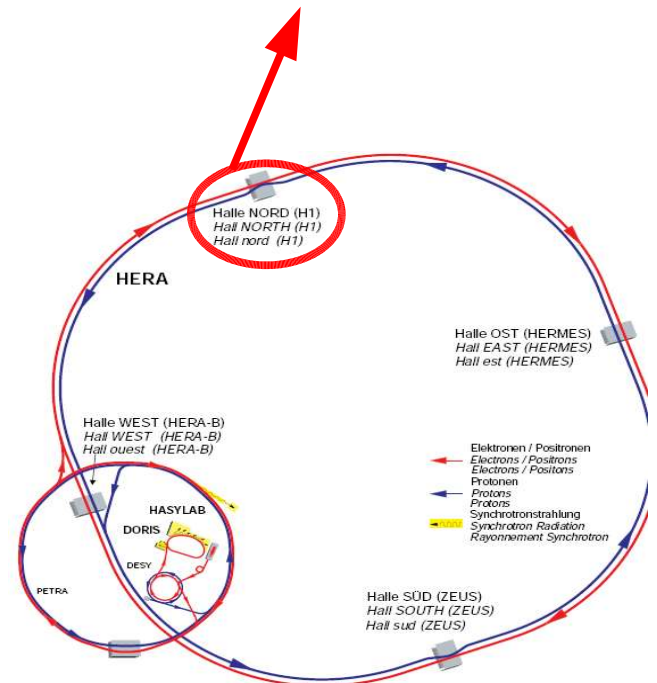 Halle NORD (H1)
Hall NORTH (H1)
Hall nord (H1)
HERA
Halle OST (HERMES)
Hall EAST (HERMES)
Hall est (HERMES)
Halle WEST (HERA-B)
Hall WEST (HERA-B)
Hall ouest (HERA-B)
Elektronen / Positronen
Electrons / Positrons
Electrons / Positons
Protonen
Protons
Protons
Synchrotronstrahlung
Synchrotron Radiation
Rayonnement Synchrotron
HASYLAB
DORIS
DESY
PETRA
Halle SÜD (ZEUS)
Hall SOUTH (ZEUS)
Hall sud (ZEUS)